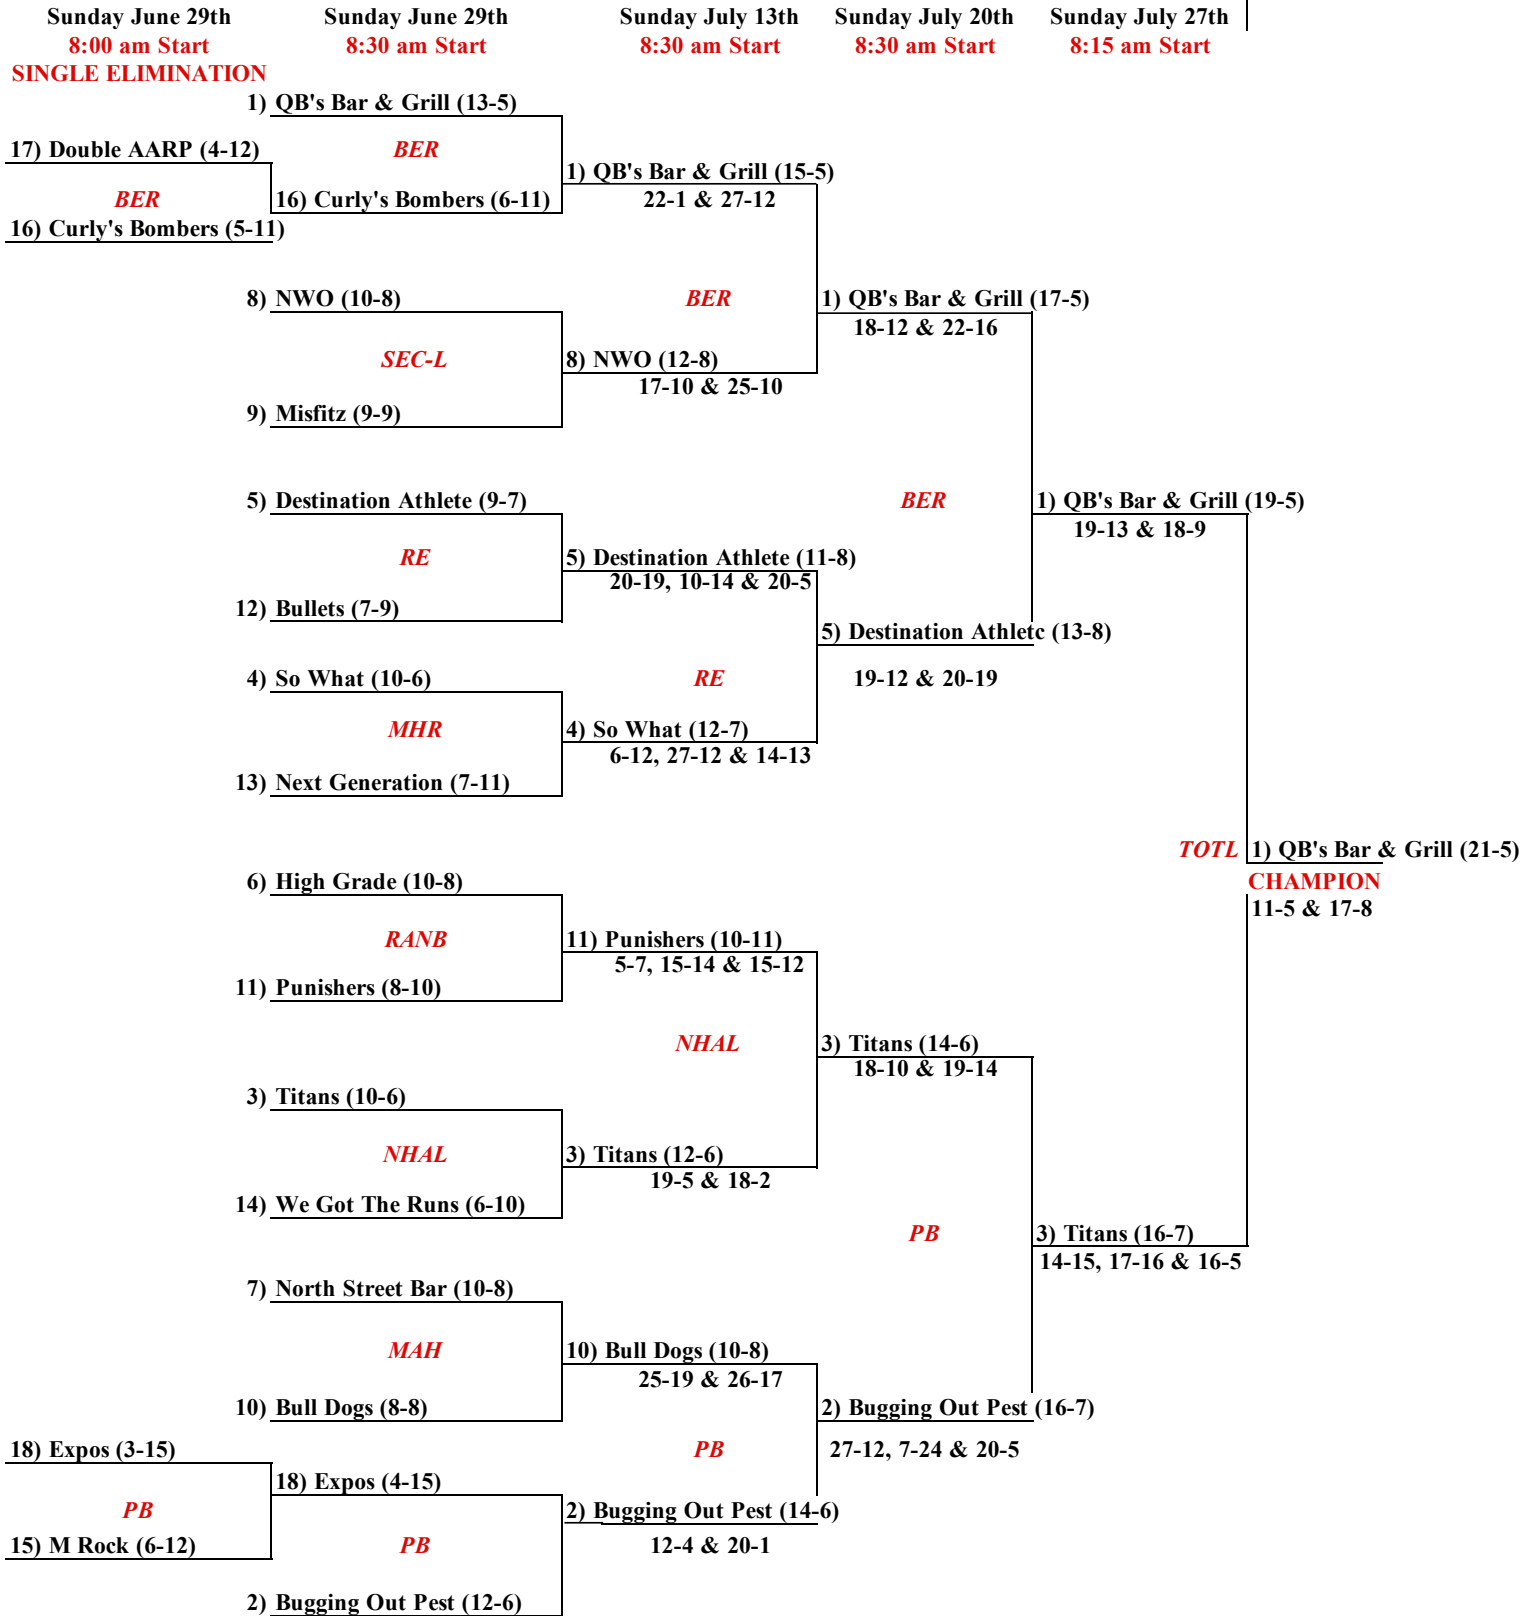 Sunday June 29th
8:00 am Start
SINGLE ELIMINATION
Sunday June 29th
8:30 am Start
Sunday July 13th
8:30 am Start
Sunday July 20th
8:30 am Start
Sunday July 27th
8:15 am Start
1) QB's Bar & Grill (13-5)
17) Double AARP (4-12)
BER
BER
1) QB's Bar & Grill (15-5)
22-1 & 27-12
16) Curly's Bombers (6-11)
16) Curly's Bombers (5-11)
8) NWO (10-8)
BER
1) QB's Bar & Grill (17-5)
18-12 & 22-16
SEC-L
8) NWO (12-8)
17-10 & 25-10
9) Misfitz (9-9)
5) Destination Athlete (9-7)
BER
1) QB's Bar & Grill (19-5)
19-13 & 18-9
RE
5) Destination Athlete (11-8)
20-19, 10-14 & 20-5
12) Bullets (7-9)
5) Destination Athletc (13-8)
4) So What (10-6)
RE
19-12 & 20-19
MHR
4) So What (12-7)
6-12, 27-12 & 14-13
13) Next Generation (7-11)
TOTL
1) QB's Bar & Grill (21-5)
CHAMPION
11-5 & 17-8
6) High Grade (10-8)
RANB
11) Punishers (10-11)
5-7, 15-14 & 15-12
11) Punishers (8-10)
NHAL
3) Titans (14-6)
18-10 & 19-14
3) Titans (10-6)
NHAL
3) Titans (12-6)
19-5 & 18-2
14) We Got The Runs (6-10)
PB
3) Titans (16-7)
14-15, 17-16 & 16-5
7) North Street Bar (10-8)
MAH
10) Bull Dogs (10-8)
25-19 & 26-17
10) Bull Dogs (8-8)
2) Bugging Out Pest (16-7)
18) Expos (3-15)
PB
27-12, 7-24 & 20-5
18) Expos (4-15)
PB
2) Bugging Out Pest (14-6)
15) M Rock (6-12)
PB
12-4 & 20-1
2) Bugging Out Pest (12-6)